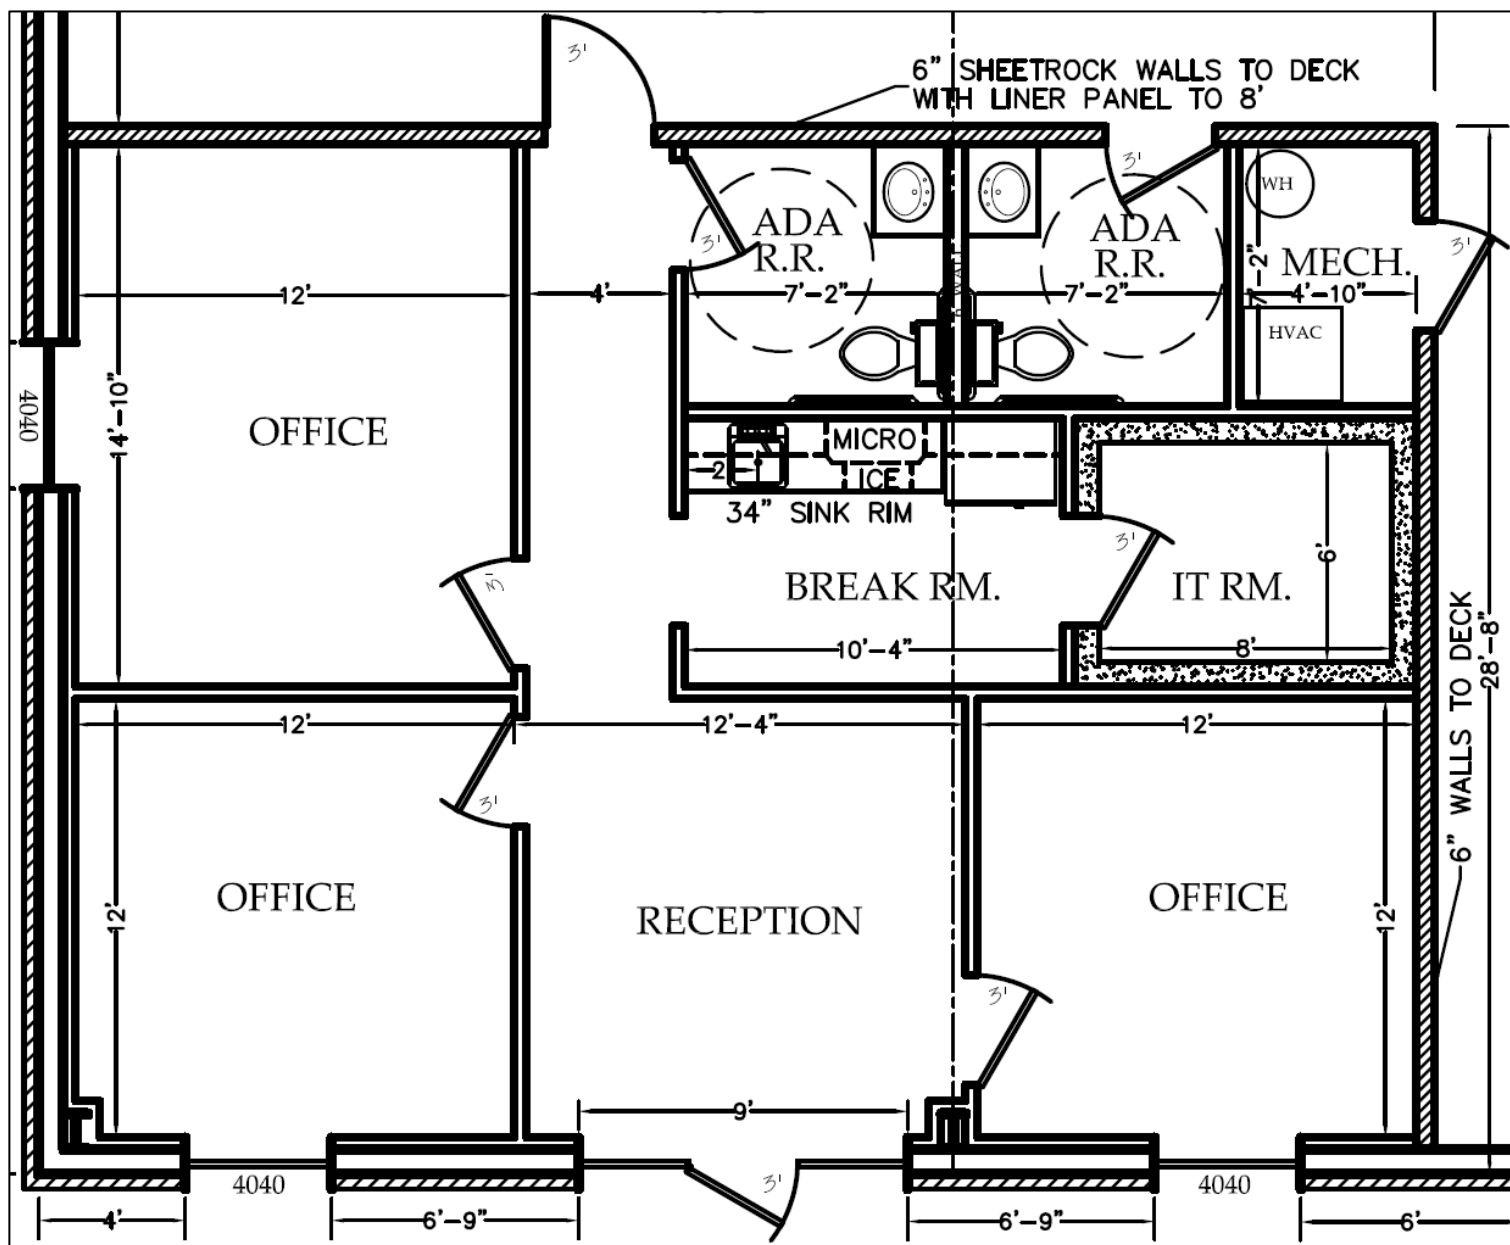 3'
6" SHEETROCK WALLS TO DECK
WITH LINER PANEL TO 8'
3'
WH
ADA
R.R.
3'
ADA
R.R.
MECH.
3'
12'
4'
7'-2"
7'-2"
7'-2"
4'-10"
HVAC
4040
14'-10"
OFFICE
MICRO
2
ICE
34" SINK RIM
3'
6'
3'
BREAK RM.
IT RM.
10'-4"
8'
28'-8"
6" WALLS TO DECK
12'
12'-4"
12'
3'
OFFICE
12'
RECEPTION
OFFICE
12'
3'
9'
3'
4040
4040
4'
6'-9"
6'-9"
6'